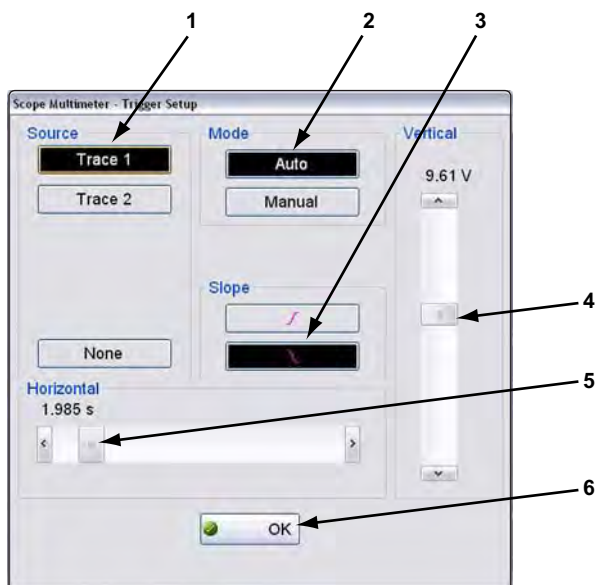 1 2 3
Scope Multimeter - Trigger Setup
Source Mode Vertical
Trace 1 Auto
9.61 V
Trace 2 Manual
Slope
4
None
Horizontal
1.985 s
5
6
OK